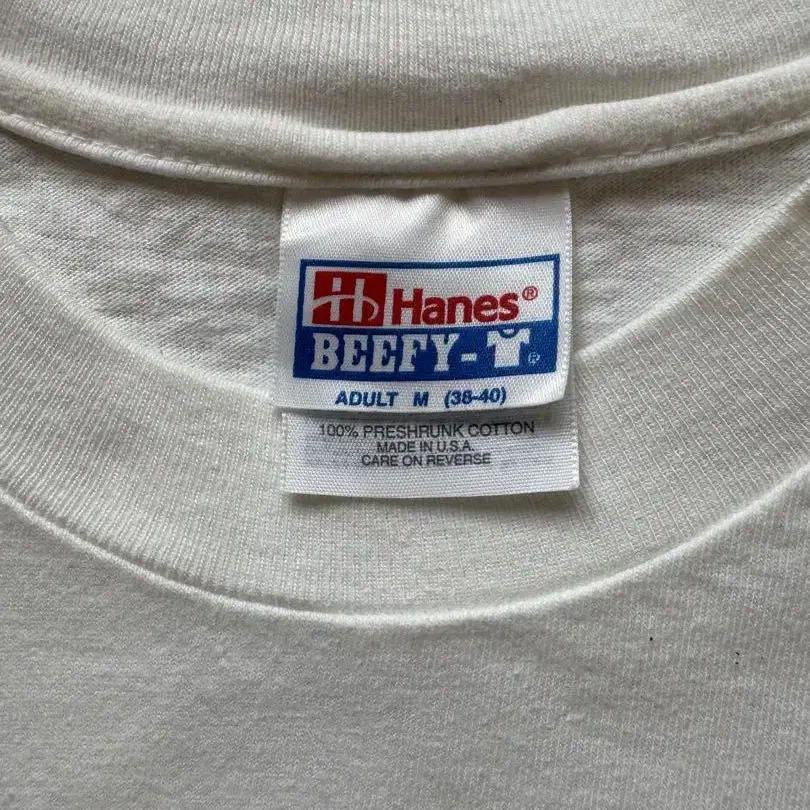 Hanes®
BEEFY-T®
ADULT M (38-40)
100% PRESHRUNK COTTON
MADE IN U.S.A.
CARE ON REVERSE